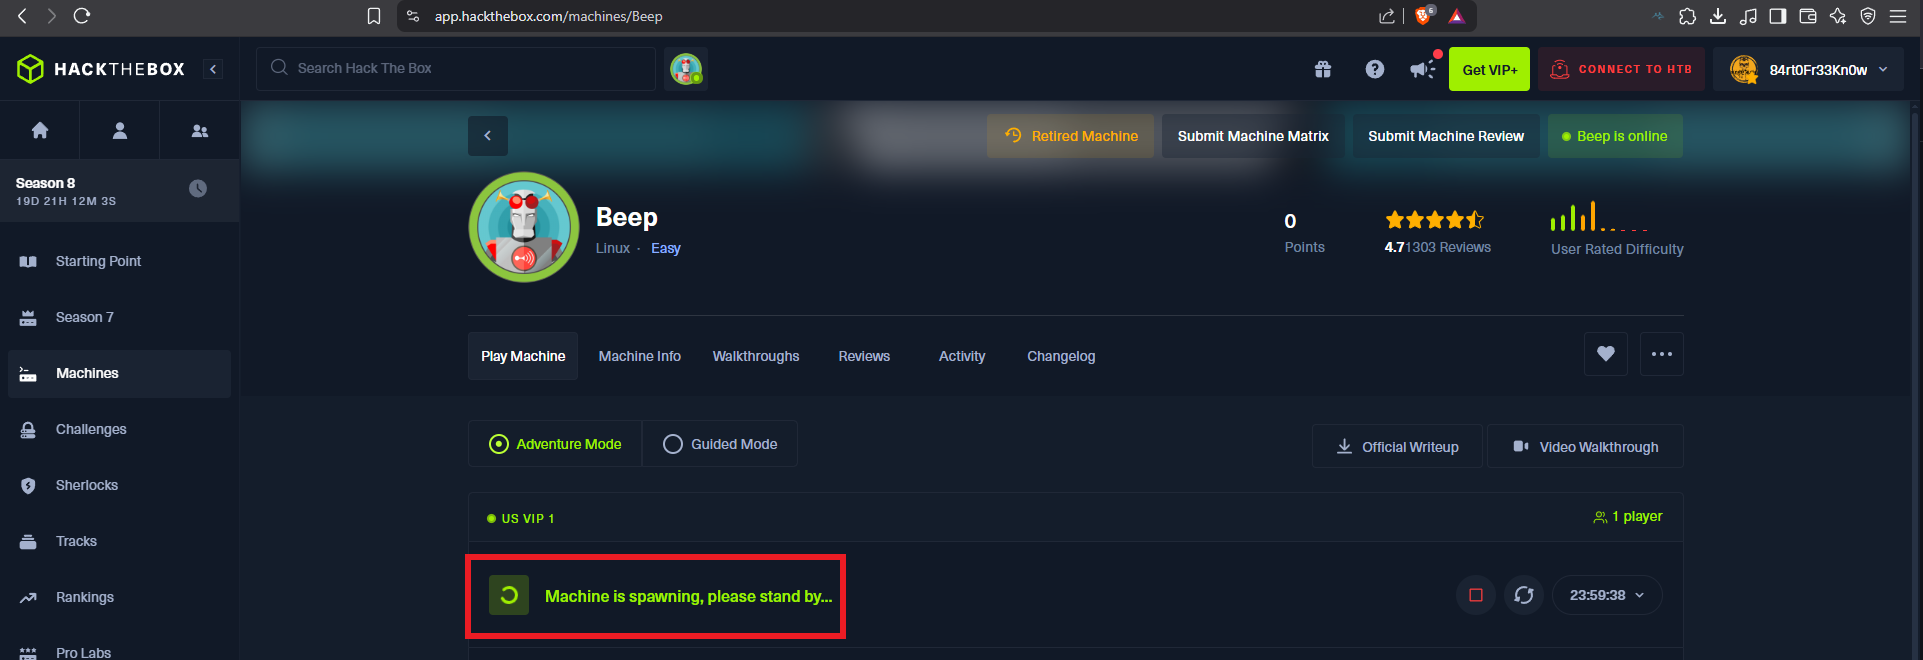 app.hackthebox.com/machines/Beep
6
HACKTHEBOX
Search Hack The Box
Get VIP+
CONNECT TO HTB
84rt0Fr33Kn0w
Retired Machine
Submit Machine Matrix
Submit Machine Review
Beep is online
Season 8
19D 21H 12M 3S
Beep
Linux · Easy
0
Points
4.7 1303 Reviews
User Rated Difficulty
Starting Point
Season 7
Machines
Challenges
Sherlocks
Tracks
Rankings
Pro Labs
Play Machine
Machine Info
Walkthroughs
Reviews
Activity
Changelog
Adventure Mode
Guided Mode
Official Writeup
Video Walkthrough
US VIP 1
1 player
Machine is spawning, please stand by...
23:59:38